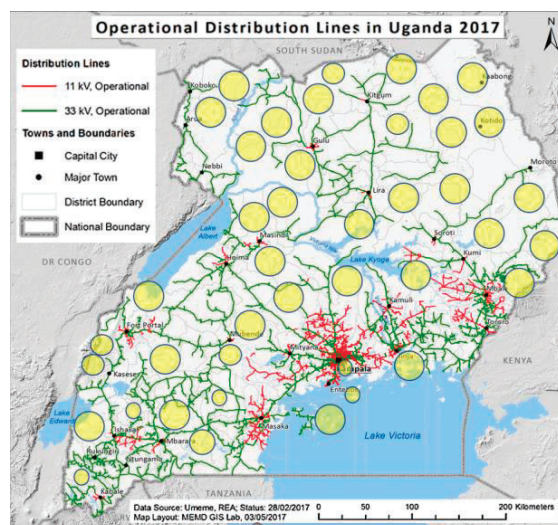 Operational Distribution Lines in Uganda 2017
N
SOUTH SUDAN
Distribution Lines
11 kV, Operational
33 kV, Operational
Towns and Boundaries
Capital City
Major Town
District Boundary
National Boundary
Koboko
Kaabong
Kitgum
Arua
Kotido
Gulu
Nebbi
Moroto
Lira
Lake
Albert
DR CONGO
Masindi
Soroti
Hoima
Lake Kyoga
Kumi
Kamuli
Mbale
Fort Portal
Mubende
Tororo
Mityana
Kampala
KENYA
Kasese
Entebbe
Lake
Edward
Masaka
Lake Victoria
Mbarara
Ntungamo
Kabale
TANZANIA
Data Source: Umeme, REA; Status: 28/02/2017
Map Layout: MEMD GIS Lab, 03/05/2017
0 50 100 200 Kilometers